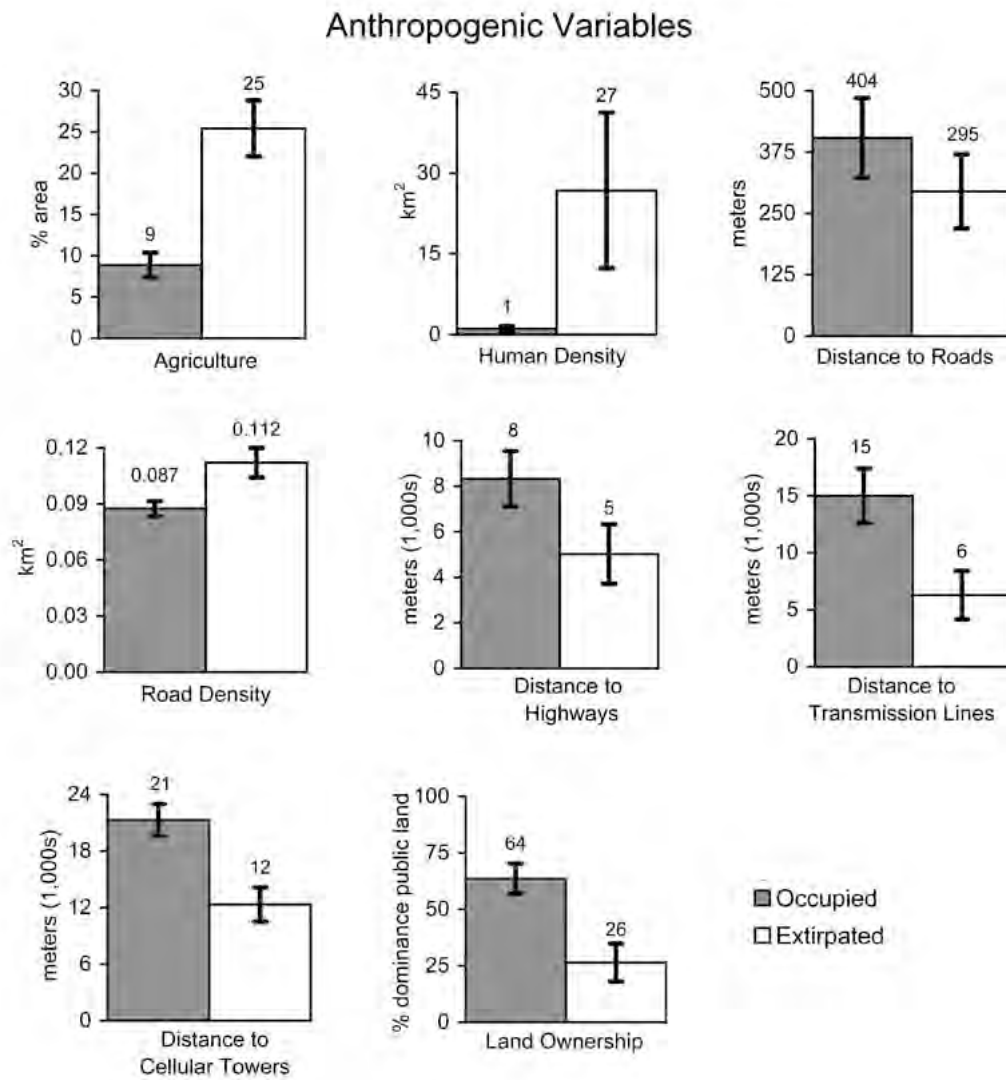 Anthropogenic Variables
% area
30
25
20
15
10
5
0
9
25
Agriculture
km²
45
30
15
0
1
27
Human Density
meters
500
375
250
125
0
404
295
Distance to Roads
km²
0.12
0.09
0.06
0.03
0.00
0.087
0.112
Road Density
meters (1,000s)
10
8
6
4
2
0
8
5
Distance to
Highways
meters (1,000s)
20
15
10
5
0
15
6
Distance to
Transmission Lines
meters (1,000s)
24
18
12
6
0
21
12
Distance to
Cellular Towers
% dominance public land
100
75
50
25
0
64
26
Land Ownership
Occupied
Extirpated